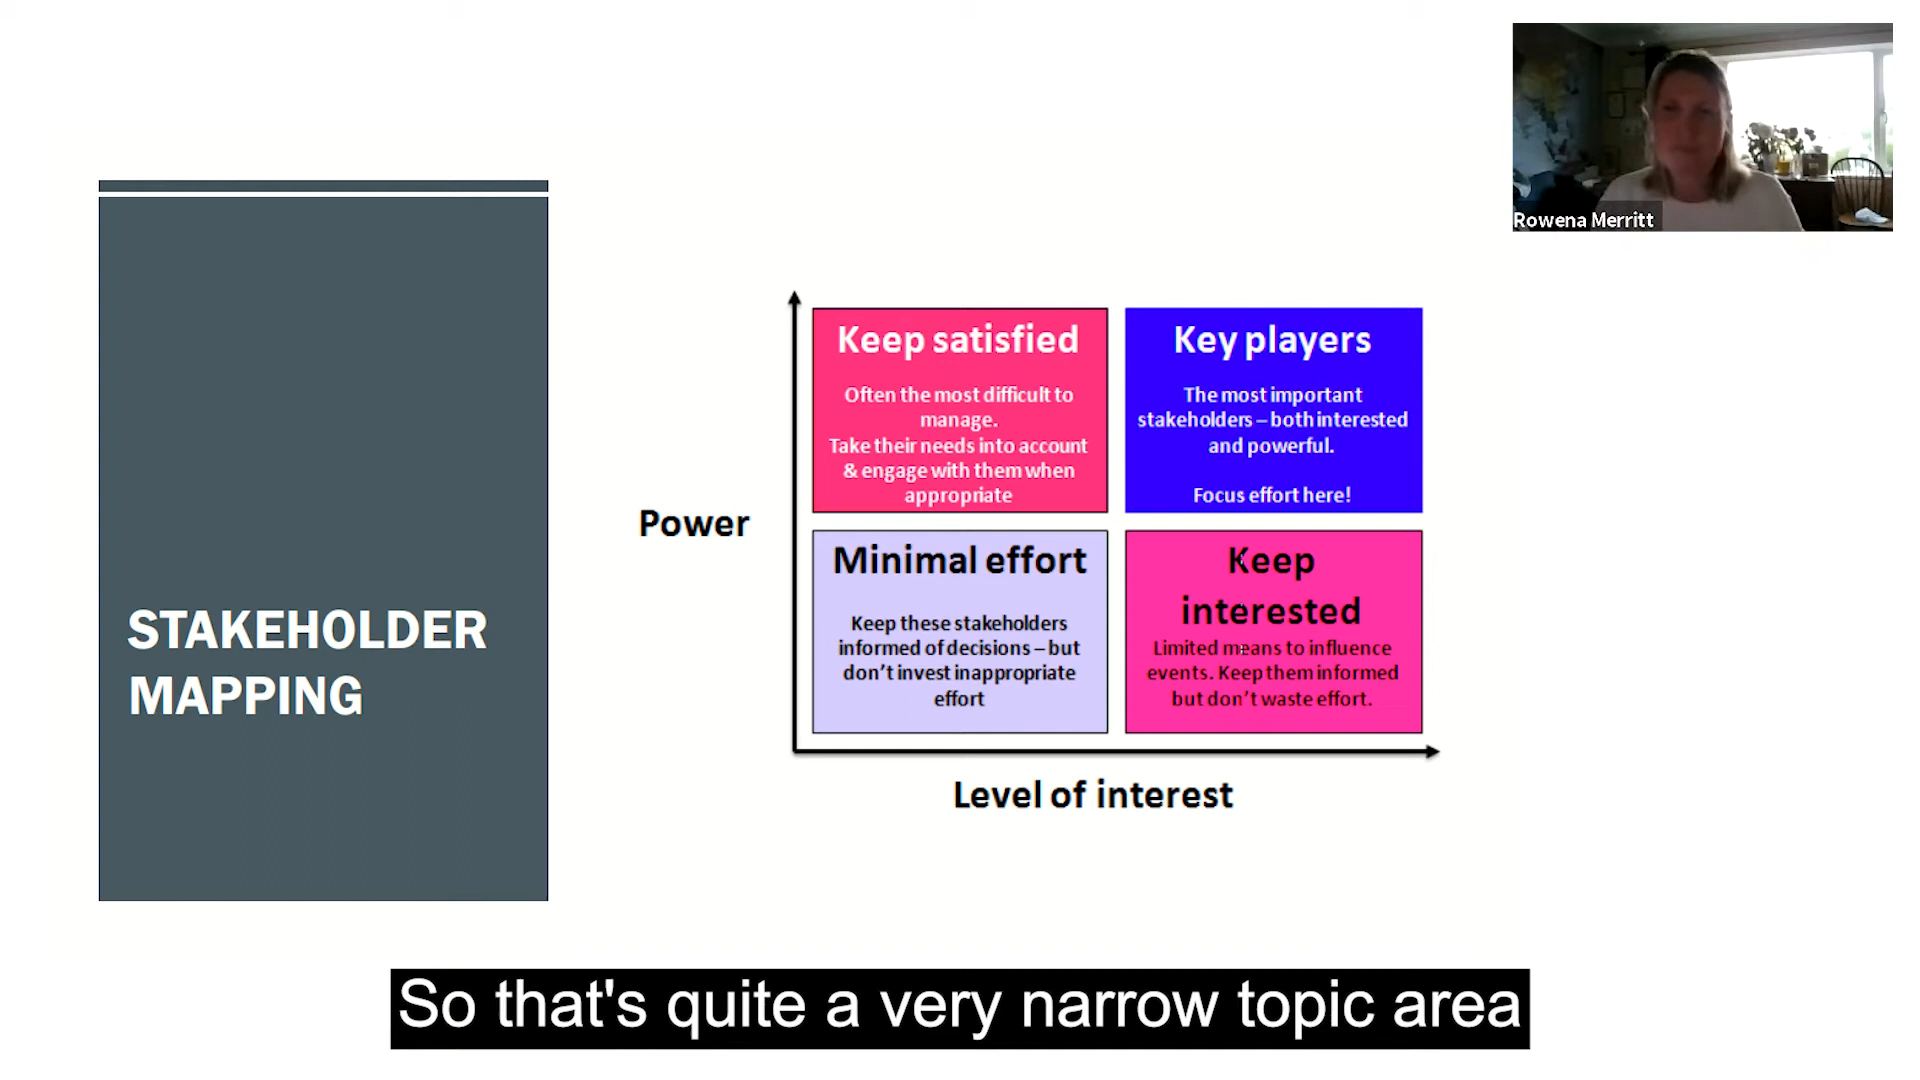 Rowena Merritt
STAKEHOLDER
MAPPING
Power
Keep satisfied
Often the most difficult to
manage.
Take their needs into account
& engage with them when
appropriate
Key players
The most important
stakeholders – both interested
and powerful.
Focus effort here!
Minimal effort
Keep these stakeholders
informed of decisions – but
don't invest inappropriate
effort
Keep
interested
Limited means to influence
events. Keep them informed
but don't waste effort.
Level of interest
So that's quite a very narrow topic area